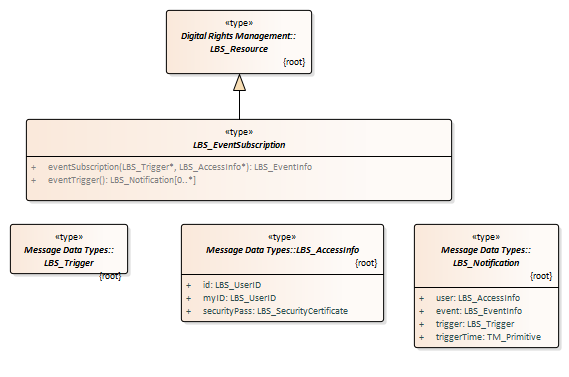 «type»
Digital Rights Management::
LBS_Resource
{root}
«type»
LBS_EventSubscription
+ eventSubscription(LBS_Trigger*, LBS_AccessInfo*): LBS_EventInfo
+ eventTrigger(): LBS_Notification[0..*]
«type»
Message Data Types::
LBS_Trigger
{root}
«type»
Message Data Types::LBS_AccessInfo
{root}
+ id: LBS_UserID
+ myID: LBS_UserID
+ securityPass: LBS_SecurityCertificate
«type»
Message Data Types::
LBS_Notification
{root}
+ user: LBS_AccessInfo
+ event: LBS_EventInfo
+ trigger: LBS_Trigger
+ triggerTime: TM_Primitive